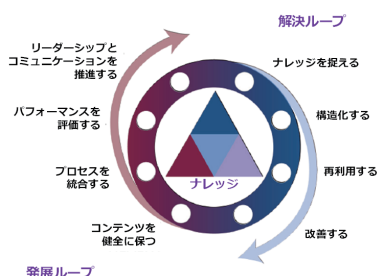 解決ループ
リーダーシップと
コミュニケーションを
推進する
ナレッジを捉える
パフォーマンスを
評価する
構造化する
プロセスを
統合する
再利用する
ナレッジ
コンテンツを
健全に保つ
改善する
発展ループ